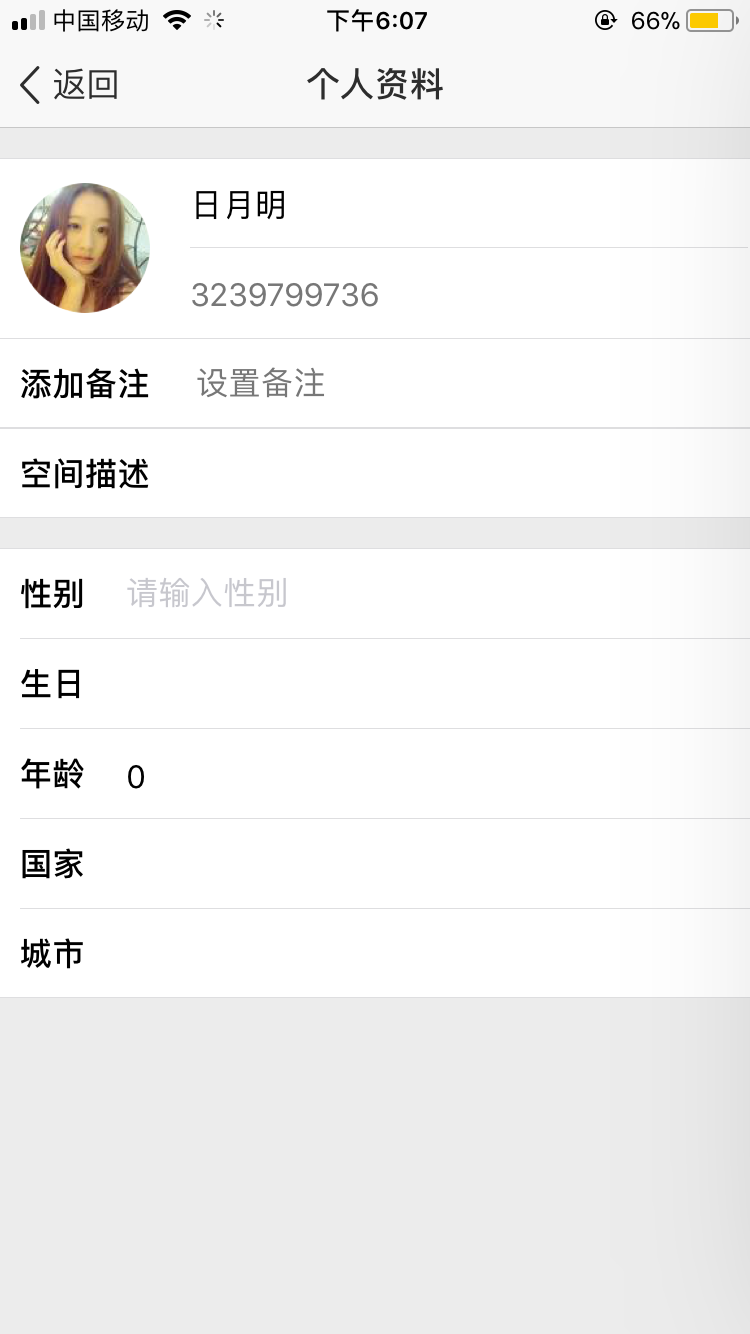 中国移动 下午6:07 66%
返回 个人资料
日月明
3239799736
添加备注 设置备注
空间描述
性别 请输入性别
生日
年龄 0
国家
城市